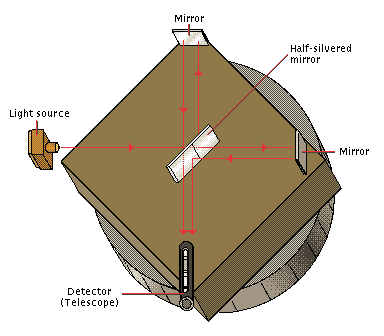 Mirror
Half-silvered
mirror
Light source
Mirror
Detector
(Telescope)